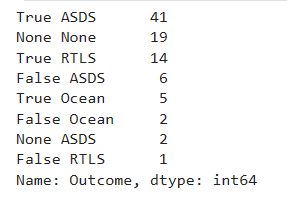 True ASDS 41
None None 19
True RTLS 14
False ASDS 6
True Ocean 5
False Ocean 2
None ASDS 2
False RTLS 1
Name: Outcome, dtype: int64